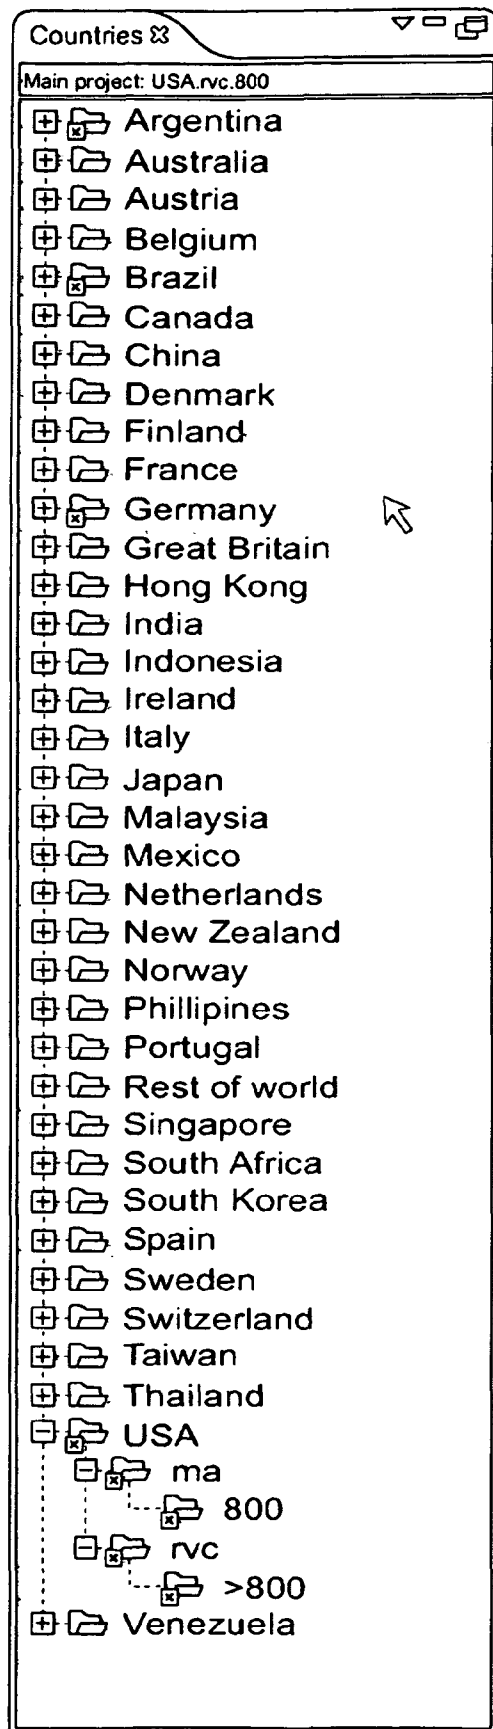 Countries
Main project: USA.rvc.800
Argentina
Australia
Austria
Belgium
Brazil
Canada
China
Denmark
Finland
France
Germany
Great Britain
Hong Kong
India
Indonesia
Ireland
Italy
Japan
Malaysia
Mexico
Netherlands
New Zealand
Norway
Phillipines
Portugal
Rest of world
Singapore
South Africa
South Korea
Spain
Sweden
Switzerland
Taiwan
Thailand
USA
ma
800
rvc
>800
Venezuela